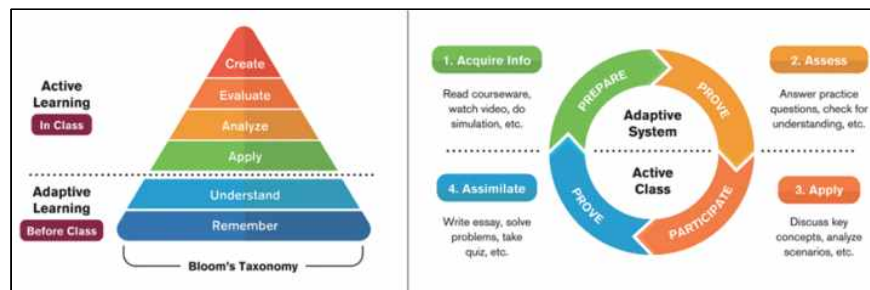 Active
Learning
In Class
Adaptive
Learning
Before Class
Create
Evaluate
Analyze
Apply
Understand
Remember
Bloom's Taxonomy
1. Acquire Info
Read courseware,
watch video, do
simulation, etc.
2. Assess
Answer practice
questions, check for
understanding, etc.
PREPARE
PROVE
Adaptive
System
Active
Class
PROVE
PARTICIPATE
4. Assimilate
Write essay, solve
problems, take
quiz, etc.
3. Apply
Discuss key
concepts, analyze
scenarios, etc.